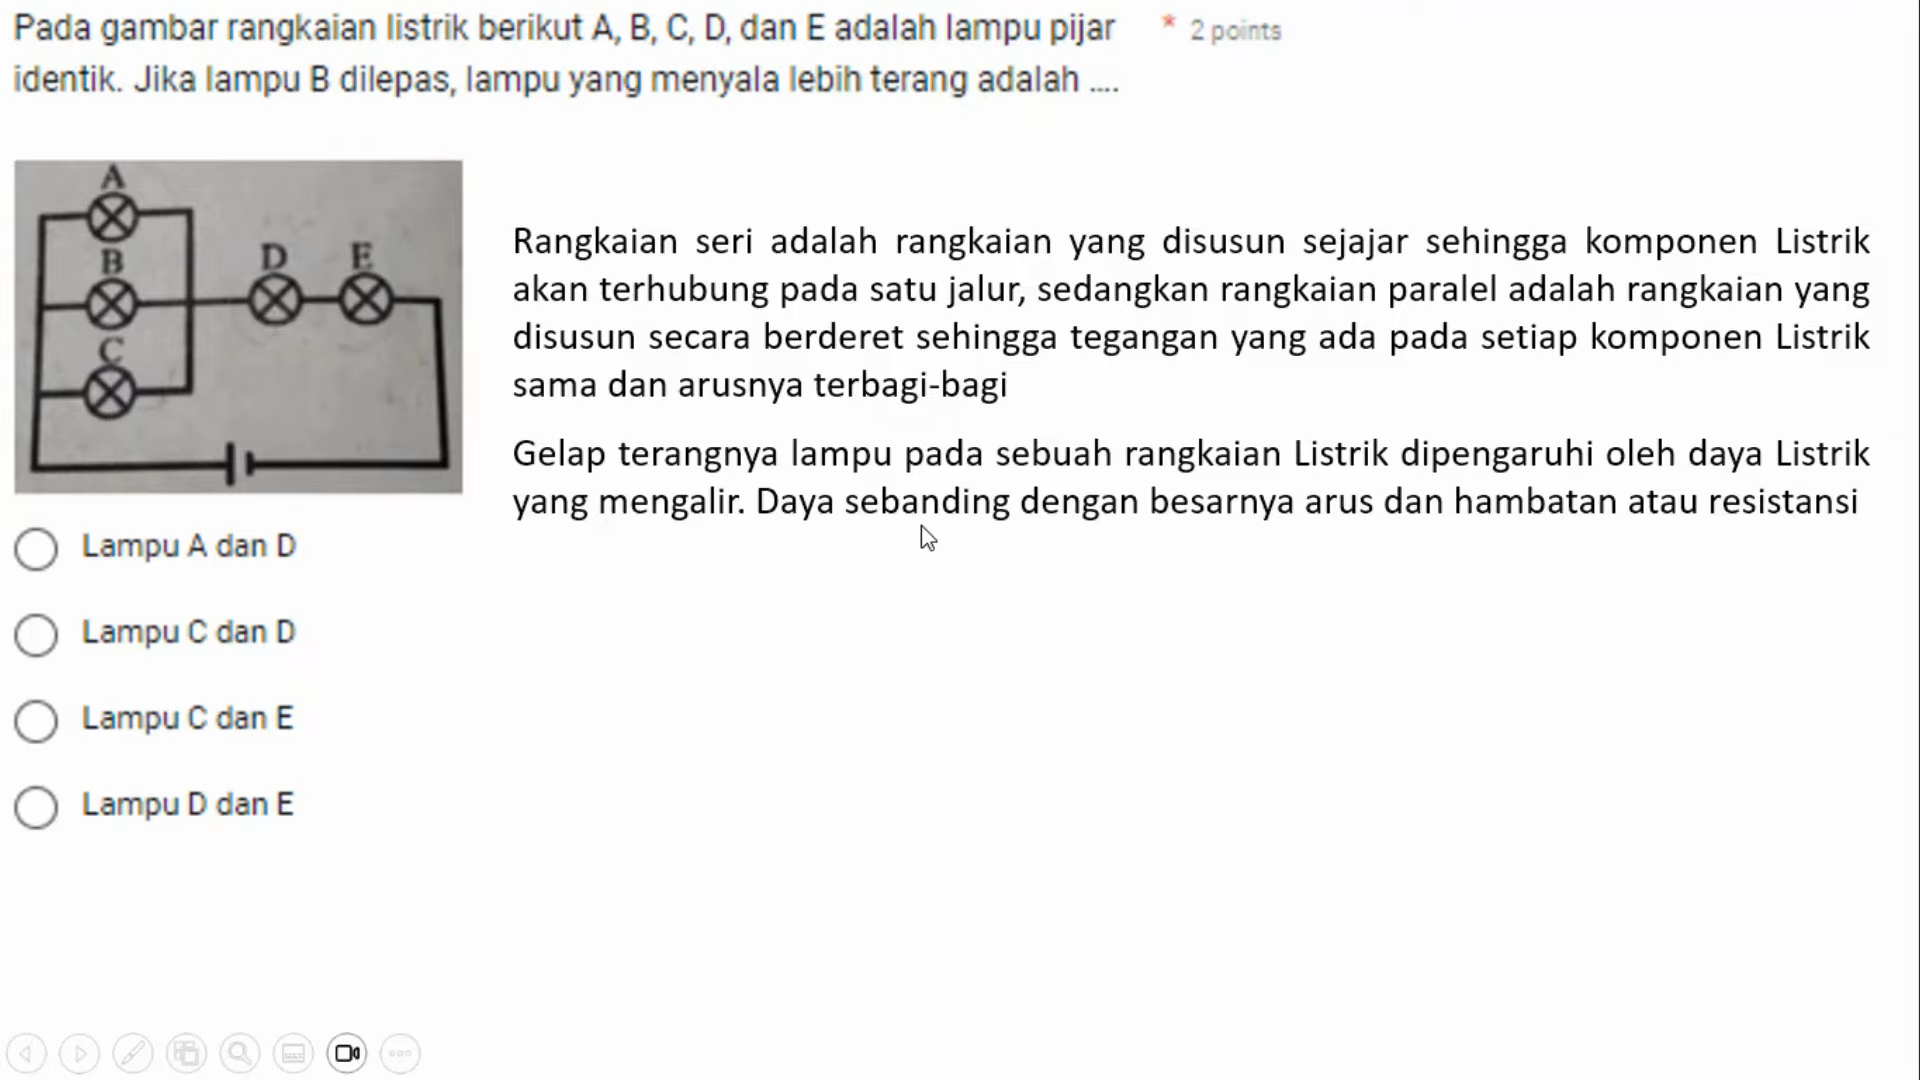 Pada gambar rangkaian listrik berikut A, B, C, D, dan E adalah lampu pijar * 2 points
identik. Jika lampu B dilepas, lampu yang menyala lebih terang adalah ....
A
B
C
D E
Rangkaian seri adalah rangkaian yang disusun sejajar sehingga komponen Listrik
akan terhubung pada satu jalur, sedangkan rangkaian paralel adalah rangkaian yang
disusun secara berderet sehingga tegangan yang ada pada setiap komponen Listrik
sama dan arusnya terbagi-bagi
Gelap terangnya lampu pada sebuah rangkaian Listrik dipengaruhi oleh daya Listrik
yang mengalir. Daya sebanding dengan besarnya arus dan hambatan atau resistansi
Lampu A dan D
Lampu C dan D
Lampu C dan E
Lampu D dan E